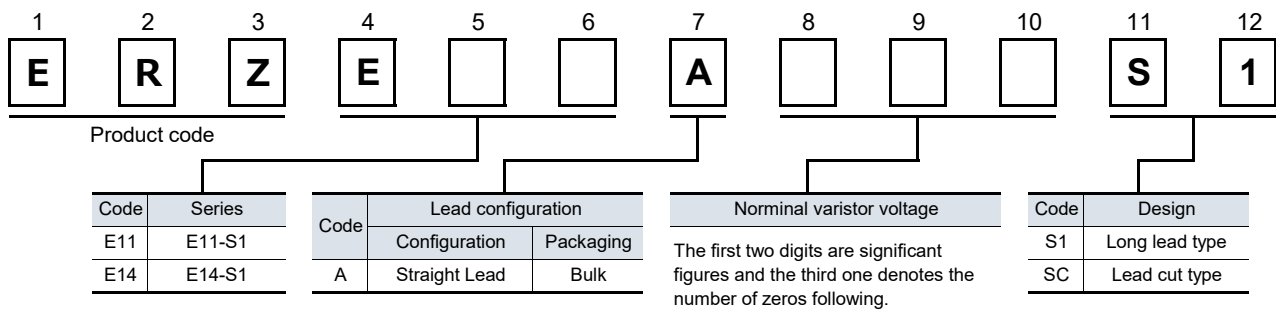 1 2 3 4 5 6 7 8 9 10 11 12
E R Z E A S 1
Product code
Code Series
E11 E11-S1
E14 E14-S1
Code Lead configuration
Configuration Packaging
A Straight Lead Bulk
Norminal varistor voltage
The first two digits are significant
figures and the third one denotes the
number of zeros following.
Code Design
S1 Long lead type
SC Lead cut type